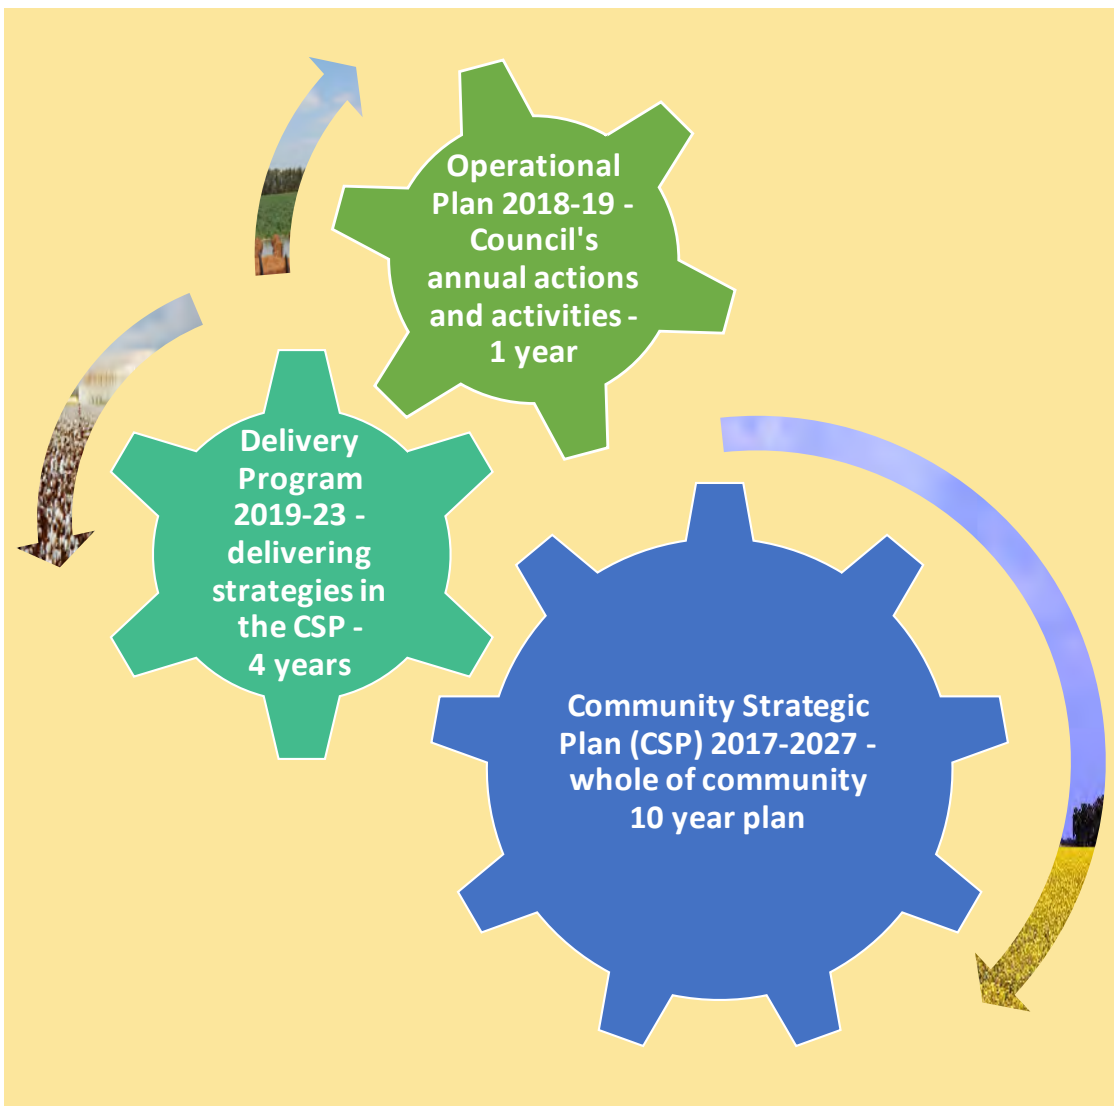 Operational
Plan 2018-19 -
Council's
annual actions
and activities -
1 year
Delivery
Program
2019-23 -
delivering
strategies in
the CSP -
4 years
Community Strategic
Plan (CSP) 2017-2027 -
whole of community
10 year plan